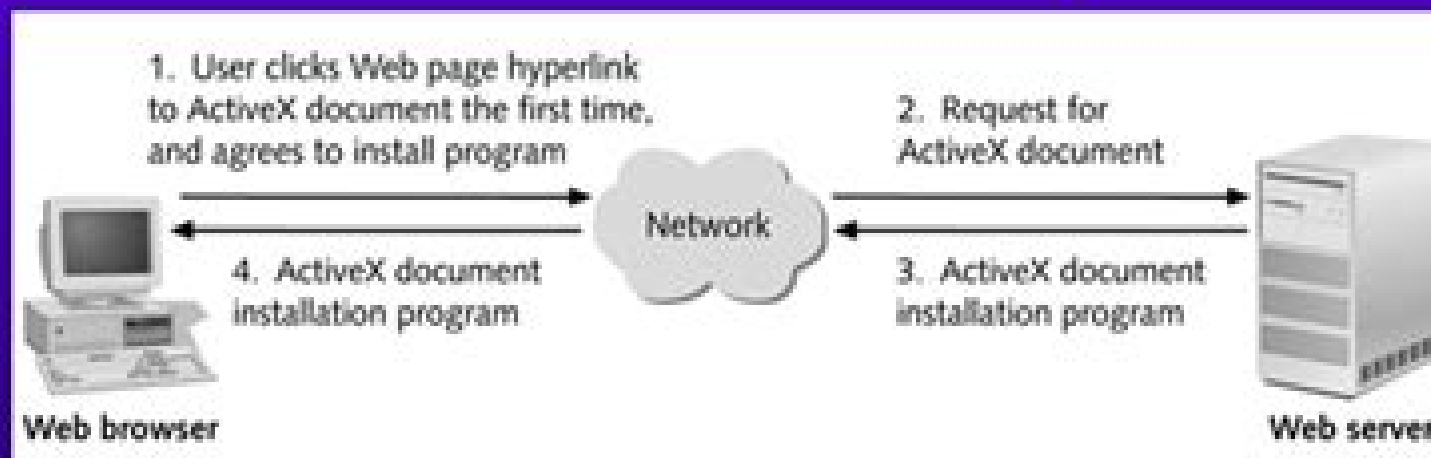 1. User clicks Web page hyperlink
to ActiveX document the first time,
and agrees to install program
2. Request for
ActiveX document
Network
4. ActiveX document
installation program
3. ActiveX document
installation program
Web browser
Web server